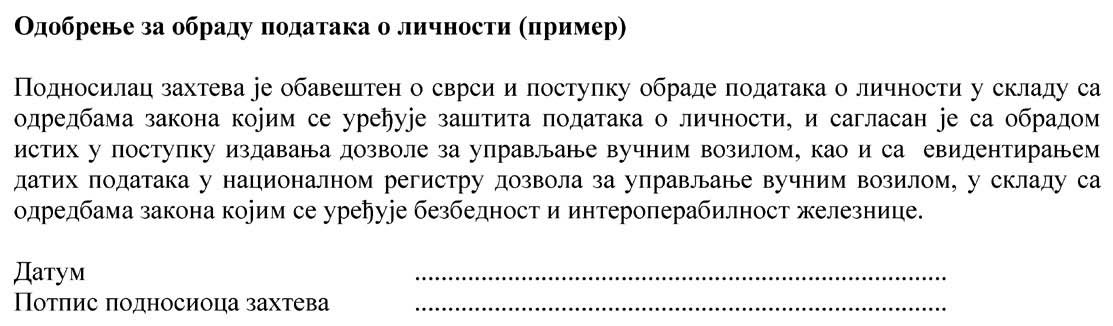 Одобрење за обраду података о личности (пример)
Подносилац захтева је обавештен о сврси и поступку обраде података о личности у складу са
одредбама закона којим се уређује заштита података о личности, и сагласан је са обрадом
истих у поступку издавања дозволе за управљање вучним возилом, као и са  евидентирањем
датих података у националном регистру дозвола за управљање вучним возилом, у складу са
одредбама закона којим се уређује безбедност и интероперабилност железнице.
Датум ................................................................................
Потпис подносиоца захтева ................................................................................